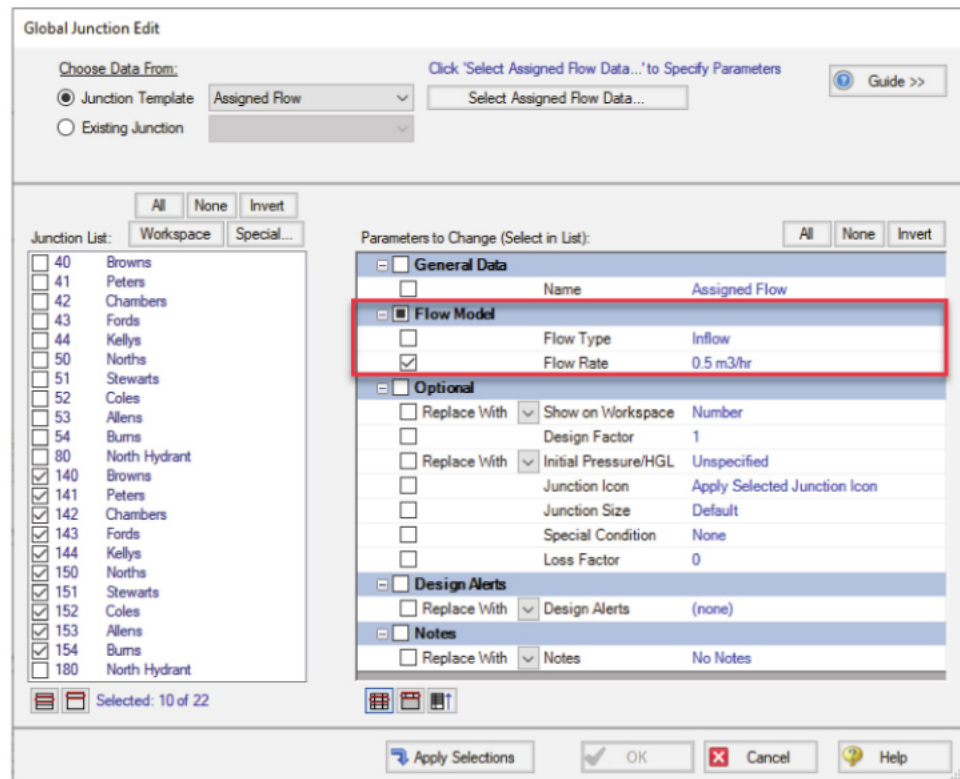 Global Junction Edit
Choose Data From:
Click 'Select Assigned Flow Data...' to Specify Parameters
Guide >>
Junction Template
Assigned Flow
Select Assigned Flow Data...
Existing Junction
All None Invert
Junction List: Workspace Special...
40 Browns
41 Peters
42 Chambers
43 Fords
44 Kellys
50 Norths
51 Stewarts
52 Coles
53 Allens
54 Burns
80 North Hydrant
140 Browns
141 Peters
142 Chambers
143 Fords
144 Kellys
150 Norths
151 Stewarts
152 Coles
153 Allens
154 Burns
180 North Hydrant
Selected: 10 of 22
Parameters to Change (Select in List):
All None Invert
General Data
Name Assigned Flow
Flow Model
Flow Type Inflow
Flow Rate 0.5 m3/hr
Optional
Replace With Show on Workspace Number
Design Factor 1
Replace With Initial Pressure/HGL Unspecified
Junction Icon Apply Selected Junction Icon
Junction Size Default
Special Condition None
Loss Factor 0
Design Alerts
Replace With Design Alerts (none)
Notes
Replace With Notes No Notes
Apply Selections
OK
Cancel
Help